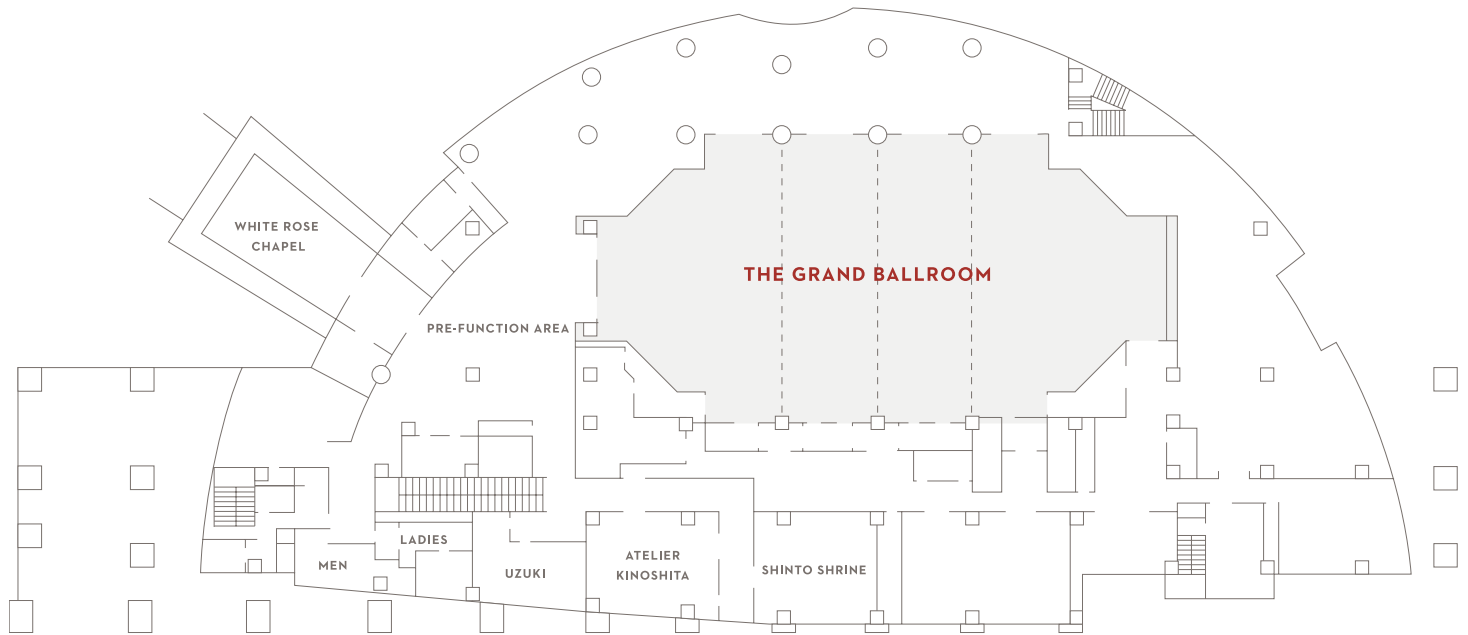 WHITE ROSE
CHAPEL
THE GRAND BALLROOM
PRE-FUNCTION AREA
LADIES
MEN
UZUKI
ATELIER
KINOSHITA
SHINTO SHRINE